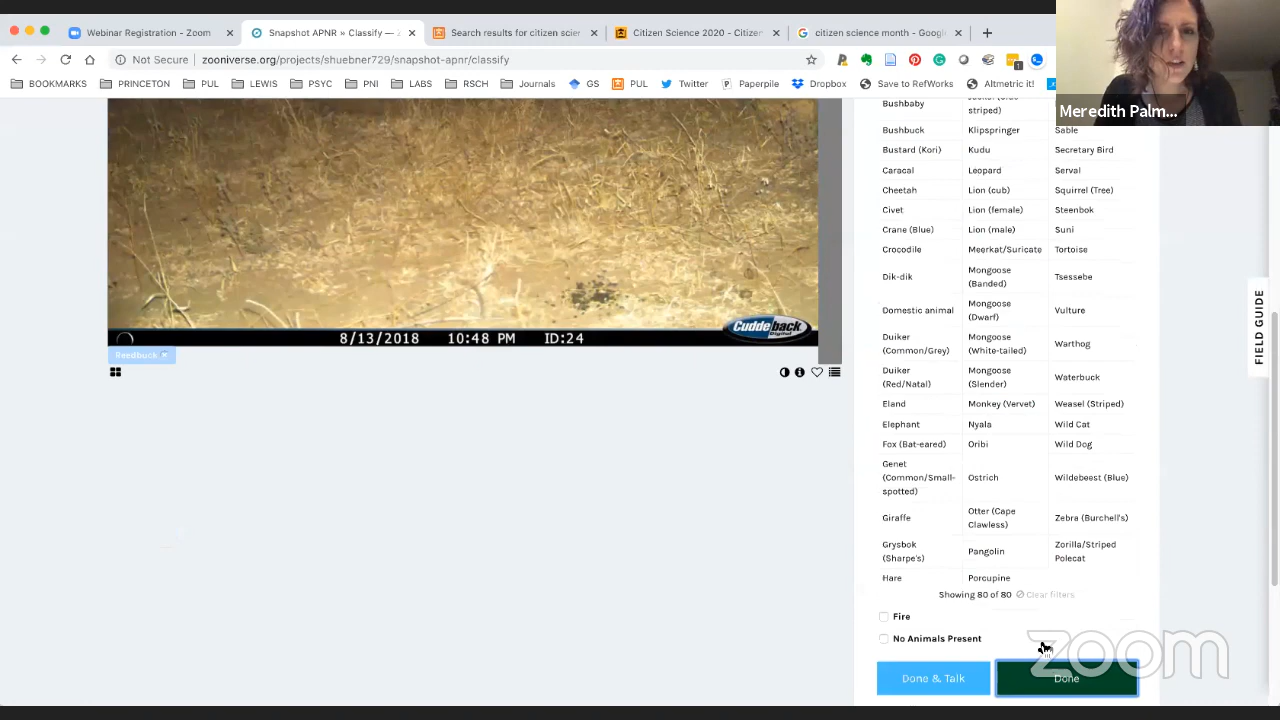 Webinar Registration - Zoom
Snapshot APNR » Classify — Z
Search results for citizen scien
Citizen Science 2020 - Citizen
citizen science month - Google
Not Secure
zooniverse.org/projects/shuebner729/snapshot-apnr/classify
BOOKMARKS
PRINCETON
PUL
LEWIS
PSYC
PNI
LABS
RSCH
Journals
GS
PUL
Twitter
Paperpile
Dropbox
Save to RefWorks
Altmetric it!
Meredith Palm...
Bushbaby
striped)
Bushbuck
Klipspringer
Sable
Bustard (Kori)
Kudu
Secretary Bird
Caracal
Leopard
Serval
Cheetah
Lion (cub)
Squirrel (Tree)
Civet
Lion (female)
Steenbok
Crane (Blue)
Lion (male)
Suni
Crocodile
Meerkat/Suricate
Tortoise
Dik-dik
Mongoose
(Banded)
Tsessebe
Domestic animal
Mongoose
(Dwarf)
Vulture
Duiker
(Common/Grey)
Mongoose
(White-tailed)
Warthog
Duiker
(Red/Natal)
Mongoose
(Slender)
Waterbuck
Eland
Monkey (Vervet)
Weasel (Striped)
Elephant
Nyala
Wild Cat
Fox (Bat-eared)
Oribi
Wild Dog
Genet
(Common/Small-
spotted)
Ostrich
Wildebeest (Blue)
Giraffe
Otter (Cape
Clawless)
Zebra (Burchell's)
Grysbok
(Sharpe's)
Pangolin
Zorilla/Striped
Polecat
Hare
Porcupine
Showing 80 of 80
Clear filters
Fire
No Animals Present
Done & Talk
Done
zoom
FIELD GUIDE
8/13/2018 10:48 PM ID:24
Cuddeback
Digital
Reedbuck